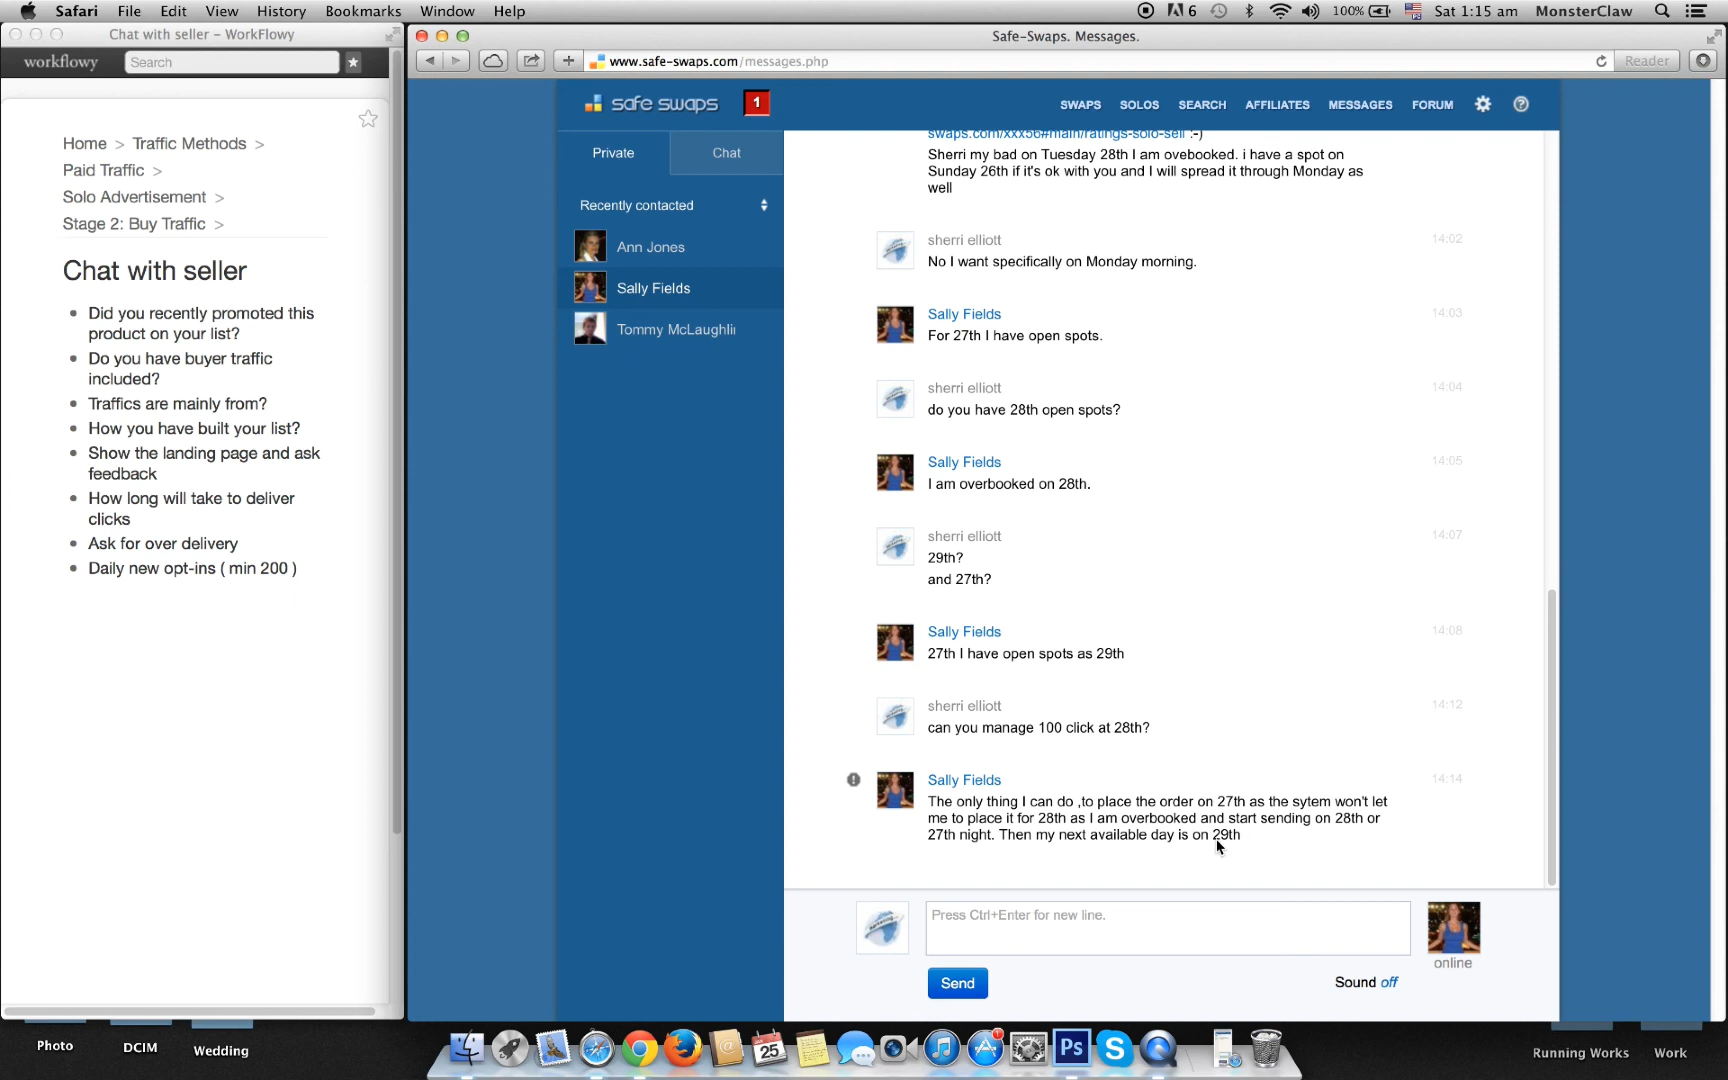 Safari File Edit View History Bookmarks Window Help
6 100% Sat 1:15 am MonsterClaw
Chat with seller – WorkFlowy
workflowy Search
Home > Traffic Methods >
Paid Traffic >
Solo Advertisement >
Stage 2: Buy Traffic >
Chat with seller
• Did you recently promoted this
product on your list?
• Do you have buyer traffic
included?
• Traffics are mainly from?
• How you have built your list?
• Show the landing page and ask
feedback
• How long will take to deliver
clicks
• Ask for over delivery
• Daily new opt-ins ( min 200 )
Safe-Swaps. Messages.
www.safe-swaps.com/messages.php
Reader
safe swaps 1
SWAPS SOLOS SEARCH AFFILIATES MESSAGES FORUM
Private Chat
Recently contacted
Ann Jones
Sally Fields
Tommy McLaughli
swaps.com/xxx56#main/ratings-solo-sell :-)
Sherri my bad on Tuesday 28th I am ovebooked. i have a spot on
Sunday 26th if it's ok with you and I will spread it through Monday as
well
sherri elliott 14:02
No I want specifically on Monday morning.
Sally Fields 14:03
For 27th I have open spots.
sherri elliott 14:04
do you have 28th open spots?
Sally Fields 14:05
I am overbooked on 28th.
sherri elliott 14:07
29th?
and 27th?
Sally Fields 14:08
27th I have open spots as 29th
sherri elliott 14:12
can you manage 100 click at 28th?
Sally Fields 14:14
The only thing I can do ,to place the order on 27th as the sytem won't let
me to place it for 28th as I am overbooked and start sending on 28th or
27th night. Then my next available day is on 29th
Press Ctrl+Enter for new line.
online
Send
Sound off
Photo DCIM Wedding
25
Ps
Running Works Work